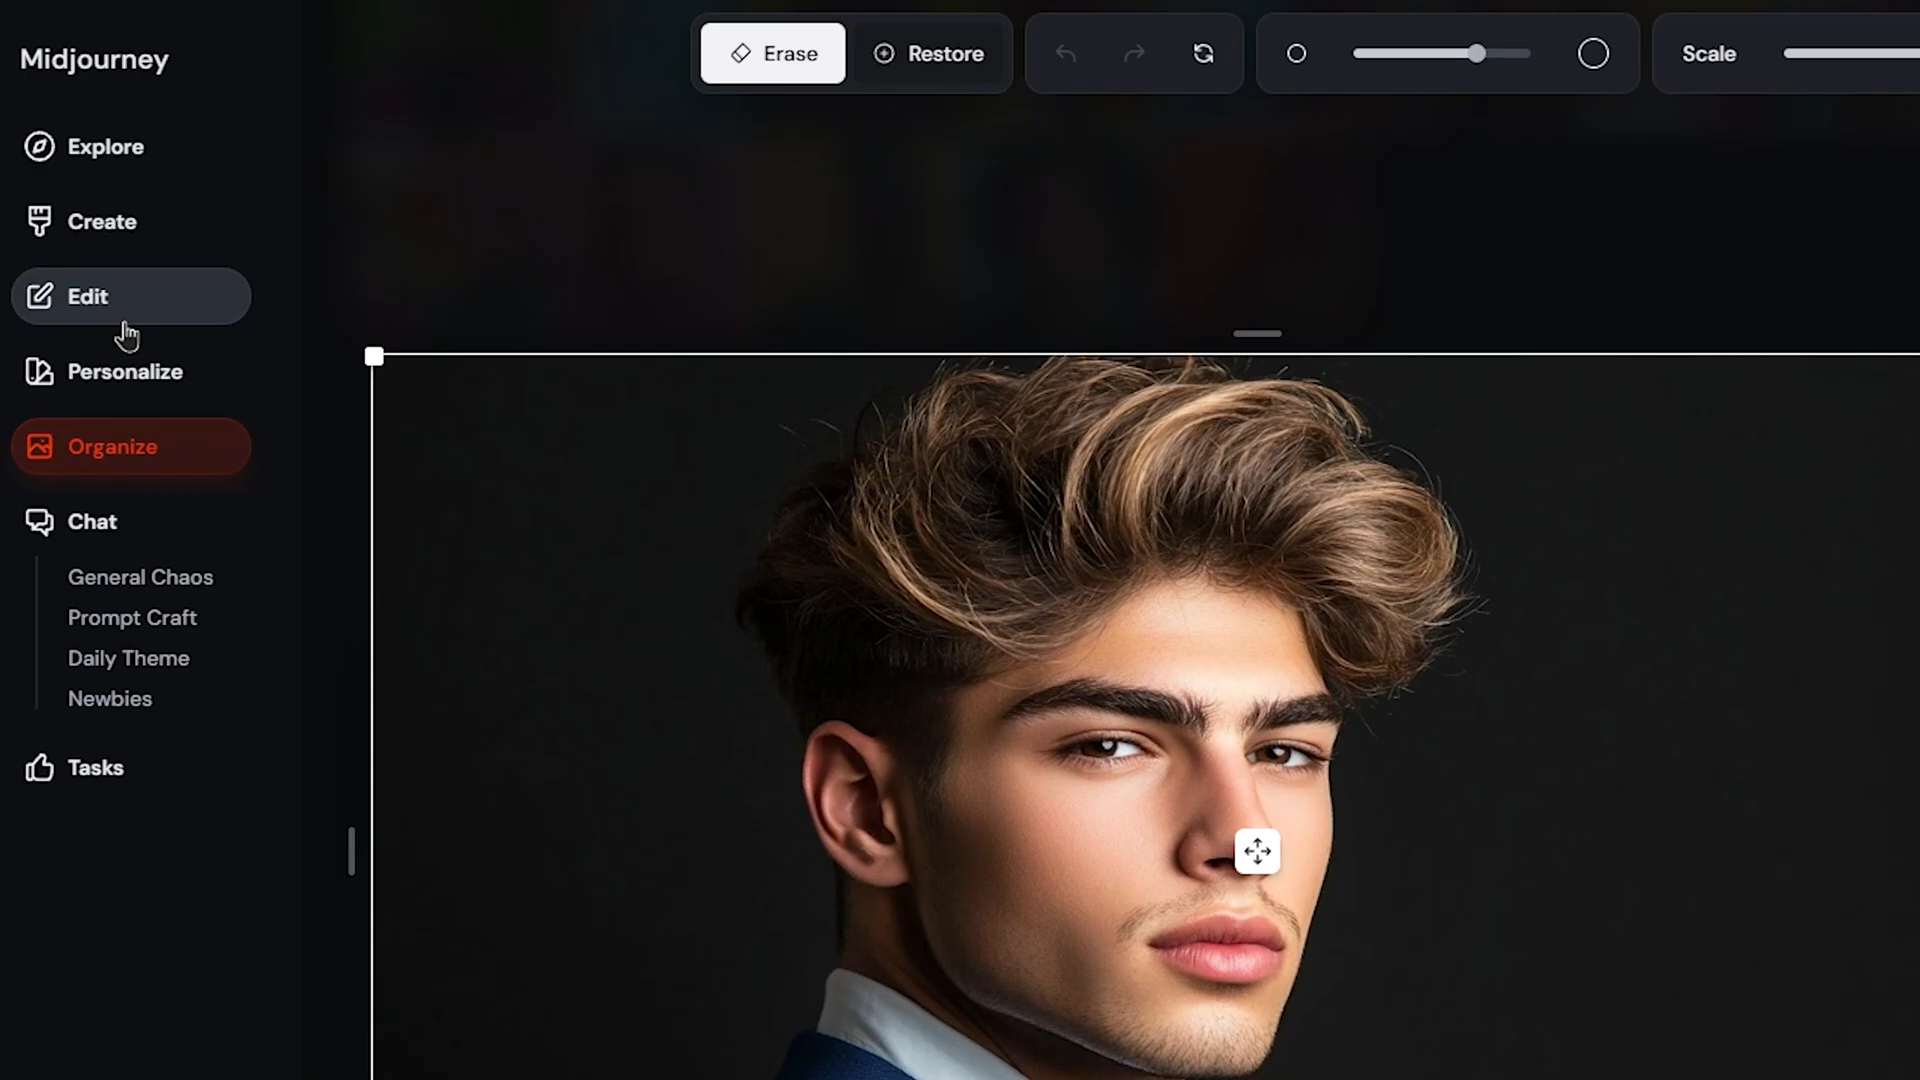 Midjourney
Erase
Restore
Scale
Explore
Create
Edit
Personalize
Organize
Chat
General Chaos
Prompt Craft
Daily Theme
Newbies
Tasks